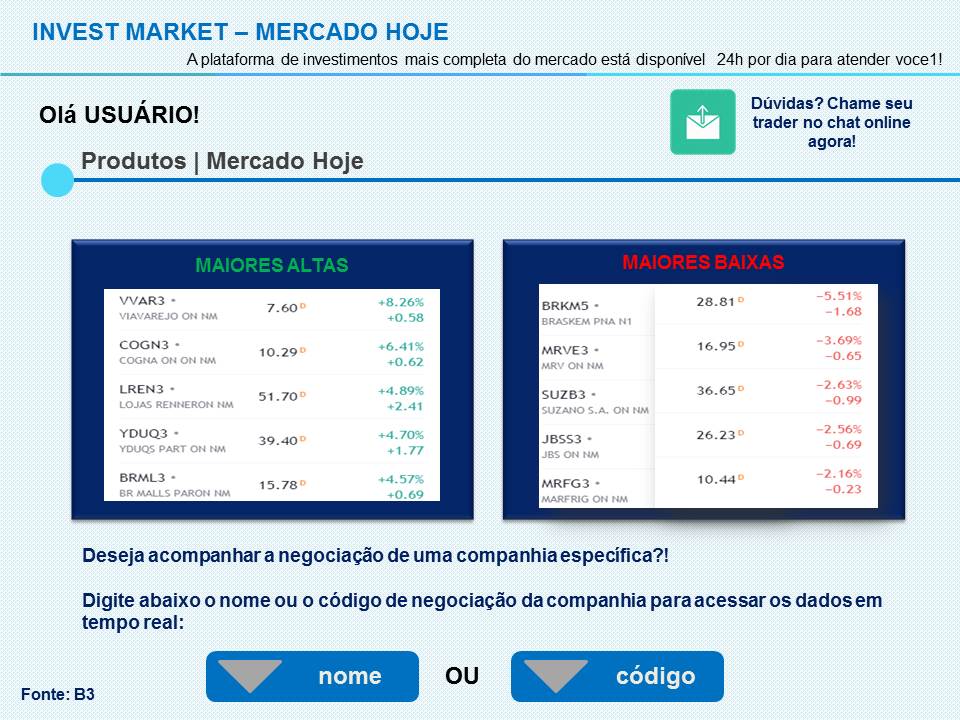 INVEST MARKET – MERCADO HOJE
A plataforma de investimentos mais completa do mercado está disponível 24h por dia para atender voce1!
Olá USUÁRIO!
Dúvidas? Chame seu
trader no chat online
agora!
Produtos | Mercado Hoje
MAIORES ALTAS
VVAR3 • 7.60 D +8.26%
VIAVAREJO ON NM +0.58
COGN3 • 10.29 D +6.41%
COGNA ON ON NM +0.62
LREN3 • 51.70 D +4.89%
LOJAS RENNERON NM +2.41
YDUQ3 • 39.40 D +4.70%
YDUQS PART ON NM +1.77
BRML3 • 15.78 D +4.57%
BR MALLS PARON NM +0.69
MAIORES BAIXAS
BRKM5 • 28.81 D −5.51%
BRASKEM PNA N1 −1.68
MRVE3 • 16.95 D −3.69%
MRV ON NM −0.65
SUZB3 • 36.65 D −2.63%
SUZANO S.A. ON NM −0.99
JBSS3 • 26.23 D −2.56%
JBS ON NM −0.69
MRFG3 • 10.44 D −2.16%
MARFRIG ON NM −0.23
Deseja acompanhar a negociação de uma companhia específica?!
Digite abaixo o nome ou o código de negociação da companhia para acessar os dados em
tempo real:
nome OU código
Fonte: B3